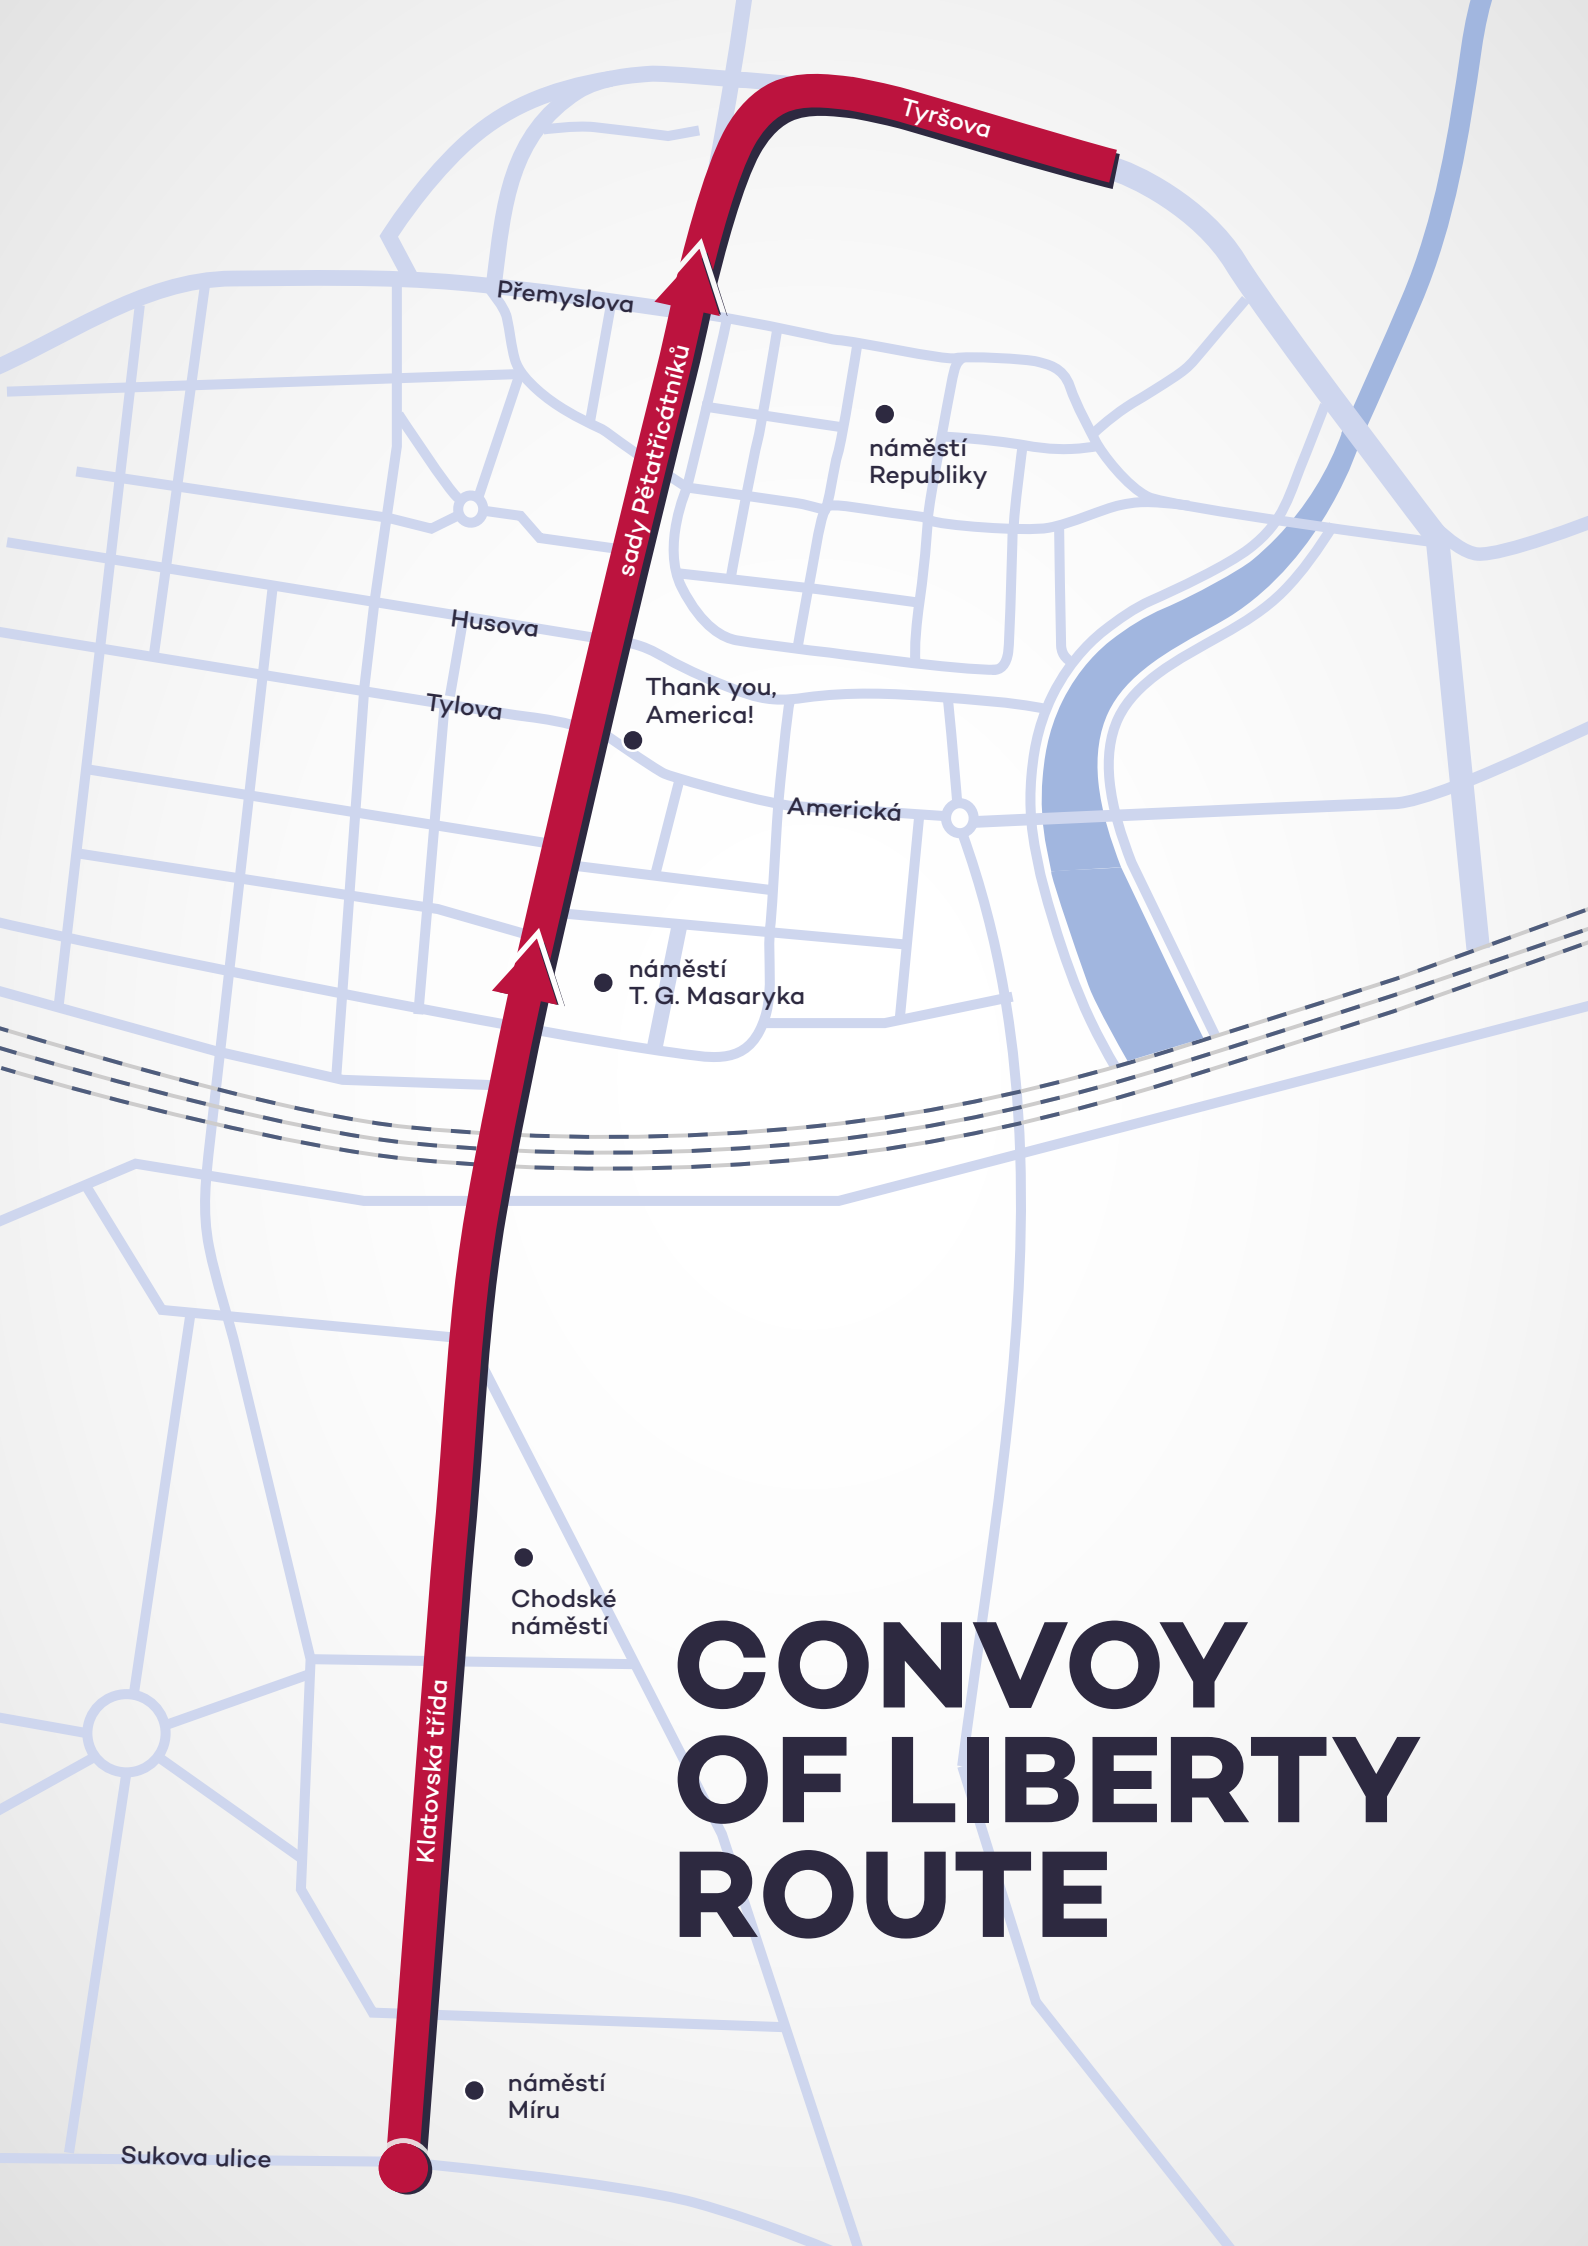 Tyršova
Přemyslova
sady Pětatřicátníků
náměstí
Republiky
Husova
Thank you,
America!
Tylova
Americká
náměstí
T. G. Masaryka
Chodské
náměstí
CONVOY
OF LIBERTY
ROUTE
Klatovská třída
náměstí
Míru
Sukova ulice